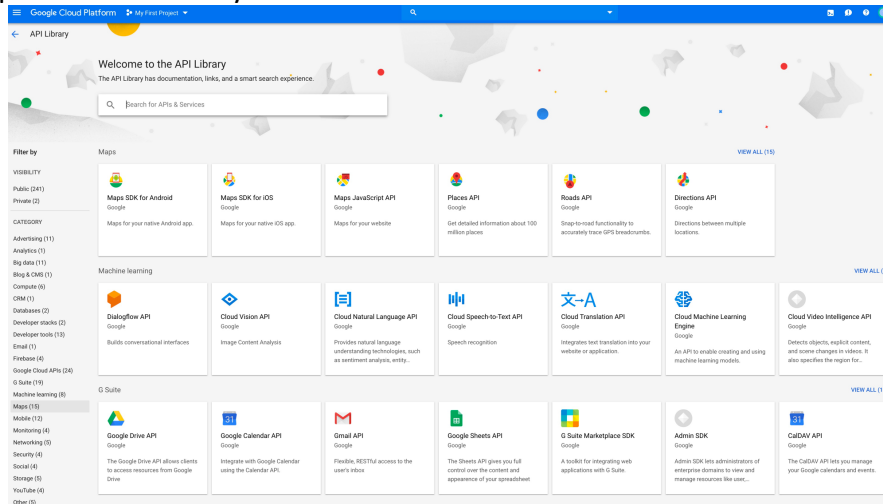 Google Cloud Platform
My First Project
API Library
Welcome to the API Library
The API Library has documentation, links, and a smart search experience.
Search for APIs & Services
Filter by
VISIBILITY
Public (241)
Private (2)
CATEGORY
Advertising (11)
Analytics (1)
Big data (11)
Blog & CMS (1)
Compute (6)
CRM (1)
Databases (2)
Developer stacks (2)
Developer tools (13)
Email (1)
Firebase (4)
Google Cloud APIs (24)
G Suite (19)
Machine learning (8)
Maps (15)
Mobile (12)
Monitoring (4)
Networking (5)
Security (4)
Social (4)
Storage (5)
YouTube (4)
Other (5)
Maps
VIEW ALL (15)
Maps SDK for Android
Google
Maps for your native Android app.
Maps SDK for iOS
Google
Maps for your native iOS app.
Maps JavaScript API
Google
Maps for your website
Places API
Google
Get detailed information about 100
million places
Roads API
Google
Snap-to-road functionality to
accurately trace GPS breadcrumbs.
Directions API
Google
Directions between multiple
locations.
Machine learning
VIEW ALL (
Dialogflow API
Google
Builds conversational interfaces
Cloud Vision API
Google
Image Content Analysis
Cloud Natural Language API
Google
Provides natural language
understanding technologies, such
as sentiment analysis, entity...
Cloud Speech-to-Text API
Google
Speech recognition
文→A
Cloud Translation API
Google
Integrates text translation into your
website or application.
Cloud Machine Learning
Engine
Google
An API to enable creating and using
machine learning models.
Cloud Video Intelligence API
Google
Detects objects, explicit content,
and scene changes in videos. It
also specifies the region for...
G Suite
VIEW ALL (1
Google Drive API
Google
The Google Drive API allows clients
to access resources from Google
Drive
31
Google Calendar API
Google
Integrate with Google Calendar
using the Calendar API.
Gmail API
Google
Flexible, RESTful access to the
user's inbox
Google Sheets API
Google
The Sheets API gives you full
control over the content and
appearence of your spreadsheet
G Suite Marketplace SDK
Google
A toolkit for integrating web
applications with G Suite.
Admin SDK
Google
Admin SDK lets administrators of
enterprise domains to view and
manage resources like user,...
31
CalDAV API
Google
The CalDAV API lets you manage
your Google calendars and events.